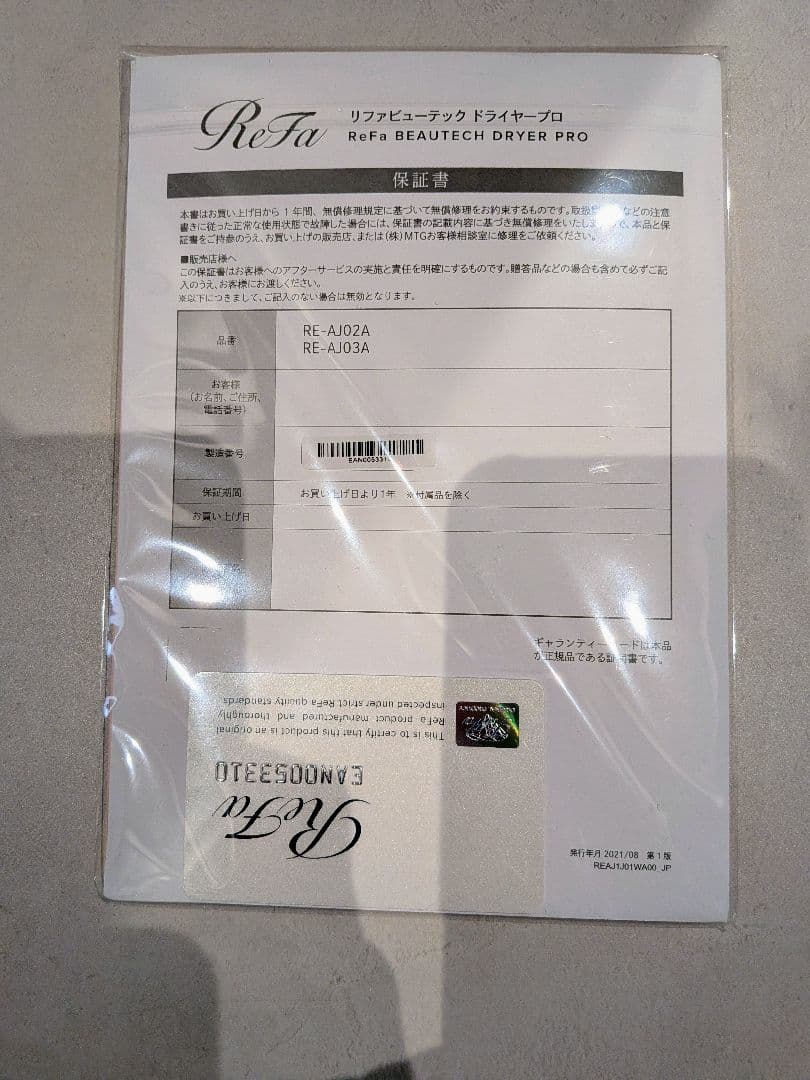 ReFa
リファビューテック ドライヤープロ
ReFa BEAUTECH DRYER PRO
保証書
本書はお買い上げ日から1年間、無償修理規定に基づいて無償修理をお約束するものです。取扱 などの注意
書きに従った正常な使用状態で故障した場合には、保証書の記載内容に基づき無償修理をいたし 、本品と保
証書をご持参のうえ、お買い上げの販売店、または(株)MTGお客様相談室に修理をご依頼ください。
■販売店様へ
この保証書はお客様へのアフターサービスの実施と責任を明確にするものです。贈答品などの場合も含めて必ずご記
入のうえ、お客様にお渡しください。
※以下につきまして、ご記入のない場合は無効となります。
品番
RE-AJ02A
RE-AJ03A
お客様
(お名前、ご住所、
電話番号)
製造番号
保証期間
お買い上げ日より1年 ※付属品を除く
お買い上げ日
ギャランティーカードは本品
が正規品である証明書です。
This is to certify that this product is an original
ReFa product manufactured and thoroughly
inspected under strict ReFa quality standards
EAN0053310
ReFa
発行年月 2021/08 第1版
REAJ1J01WA00_JP